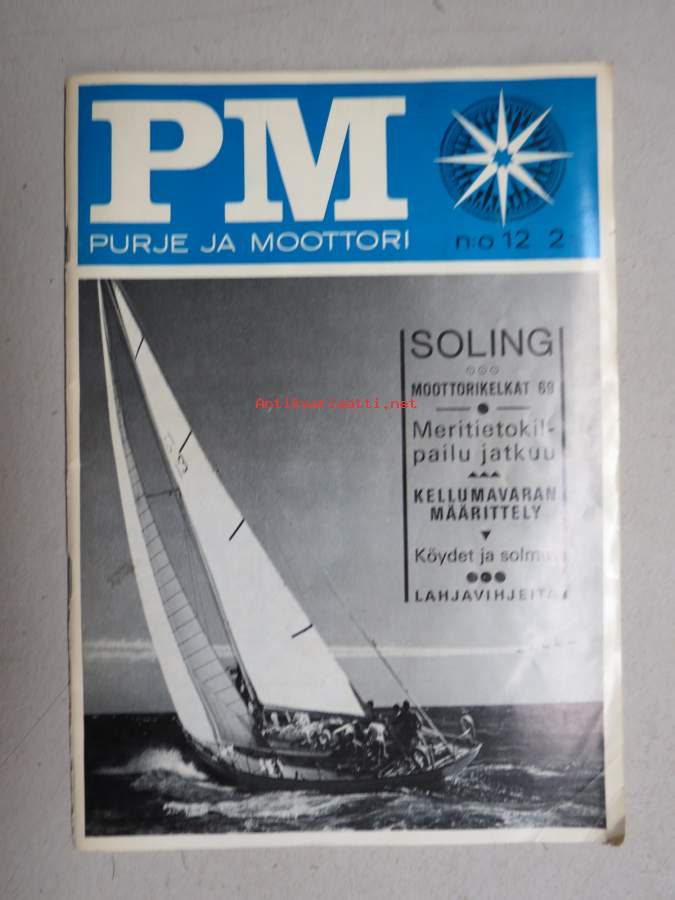 PM
PURJE JA MOOTTORI
n:o 12 2
SOLING
MOOTTORIKELKAT 69
Meritietokil-
pailu jatkuu
KELLUMAVARAN
MÄÄRITTELY
Köydet ja solmut
LAHJAVIHJEITÄ
Antikvariaatti.net